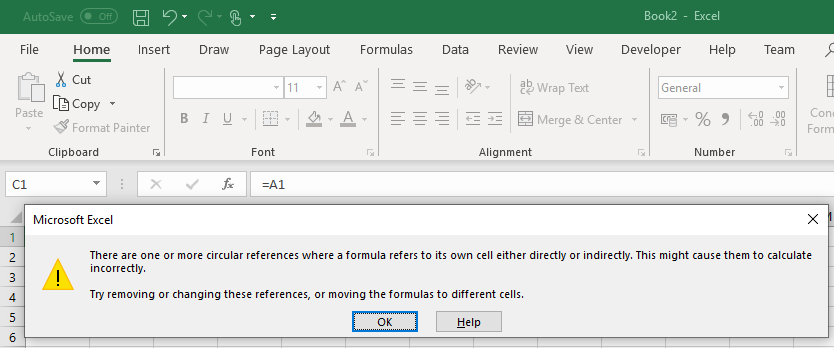 AutoSave Off Book2 - Excel
File Home Insert Draw Page Layout Formulas Data Review View Developer Help Team
Paste
Cut
Copy
Format Painter
11 A A
B I U A
ab Wrap Text
Merge & Center
General
% 9 .00
Clipboard Font Alignment Number
C1 fx =A1
Microsoft Excel
There are one or more circular references where a formula refers to its own cell either directly or indirectly. This might cause them to calculate
incorrectly.
Try removing or changing these references, or moving the formulas to different cells.
OK Help
1
2
3
4
5
6